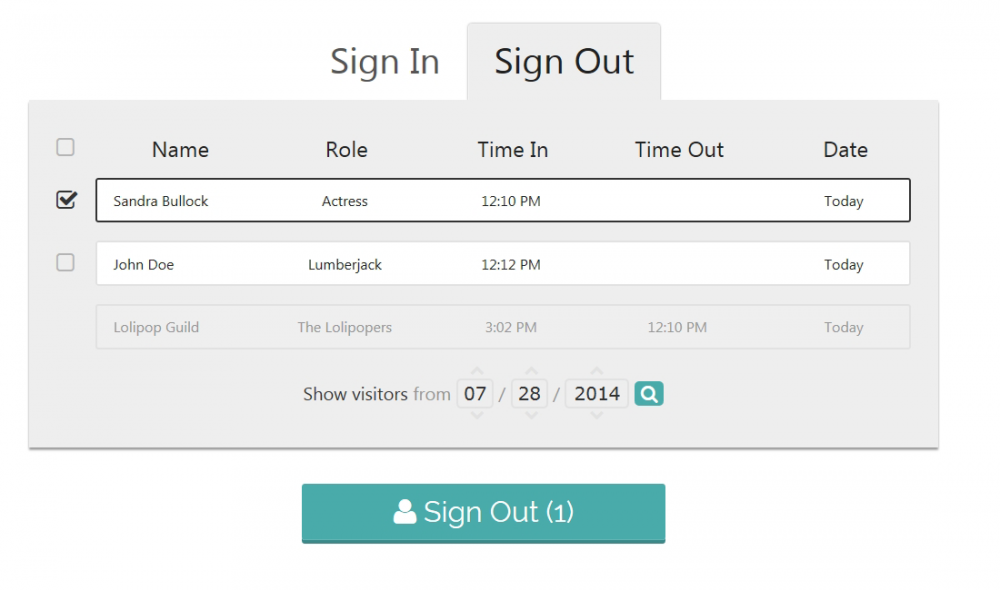 Sign In Sign Out
Name Role Time In Time Out Date
Sandra Bullock Actress 12:10 PM Today
John Doe Lumberjack 12:12 PM Today
Lolipop Guild The Lolipopers 3:02 PM 12:10 PM Today
Show visitors from 07 / 28 / 2014
Sign Out (1)